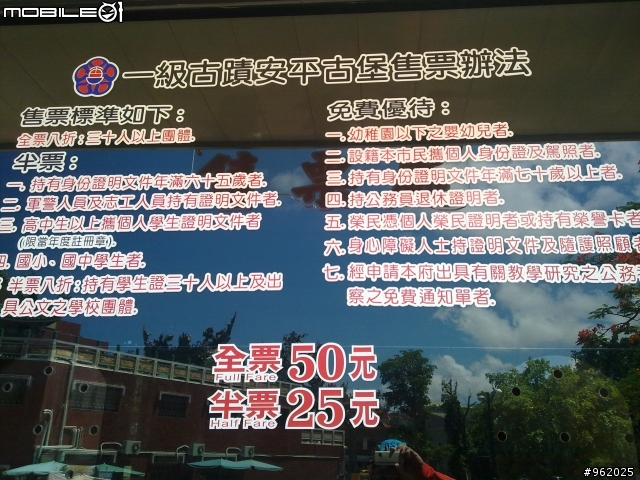 MOBILE01
一級古蹟安平古堡售票辦法
售票標準如下：
全票八折：三十人以上團體.
半票：
一. 持有身份證明文件年滿六十五歲者.
二. 軍警人員及志工人員持有證明文件者.
三. 高中生以上攜個人學生證明文件者
(限當年度註冊章).
四. 國小、國中學生者.
：半票八折：持有學生證三十人以上及出
具公文之學校團體.
免費優待：
一. 幼稚園以下之嬰幼兒者.
二. 設籍本市民攜個人身份證及駕照者.
三. 持有身份證明文件年滿七十歲以上者.
四. 持公務員退休證明者.
五. 榮民憑個人榮民證明者或持有榮譽卡者
六. 身心障礙人士持證明文件及隨護照顧者
七. 經申請本府出具有關教學研究之公務
察之免費通知單者.
全票50元
Full Fare
半票25元
Half Fare
#962025